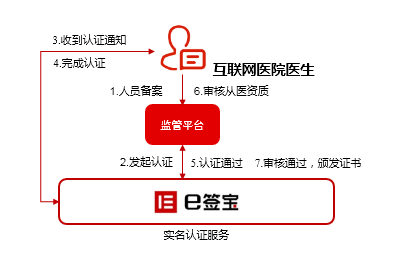 3.收到认证通知
4.完成认证
互联网医院医生
1.人员备案
6.审核从医资质
监管平台
2.发起认证
5.认证通过
7.审核通过，颁发证书
e签宝
实名认证服务